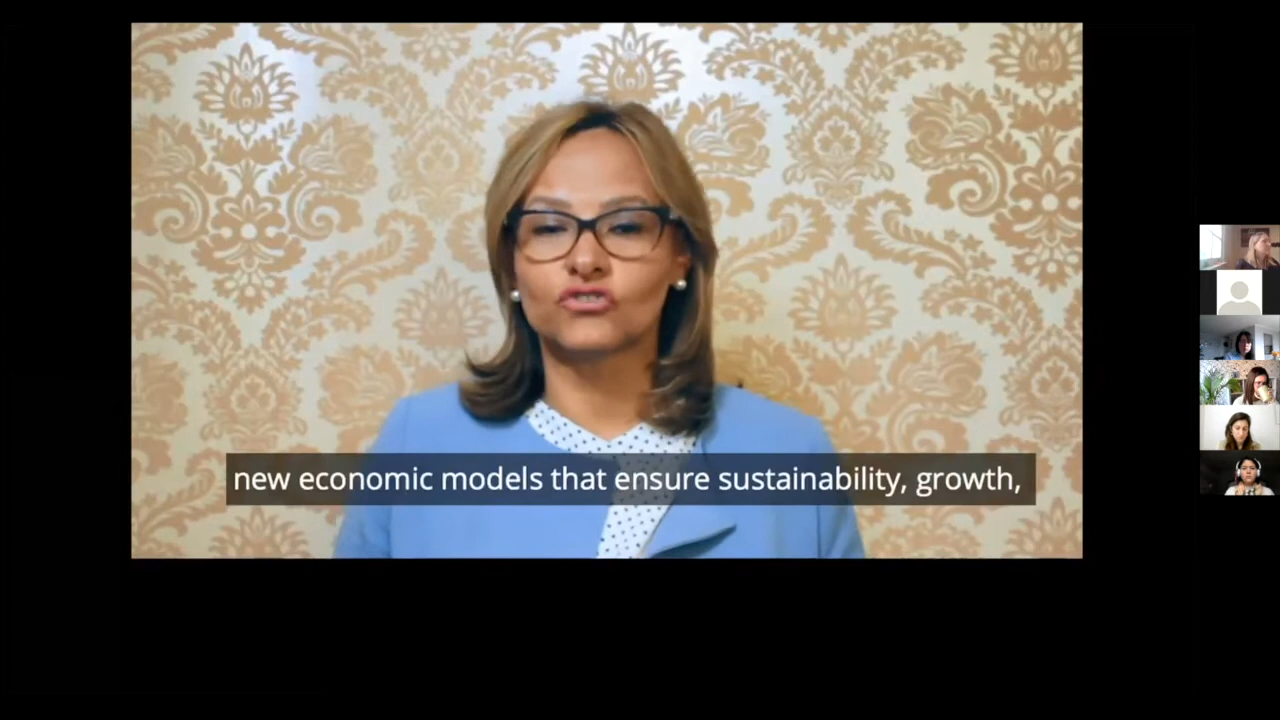 new economic models that ensure sustainability, growth,